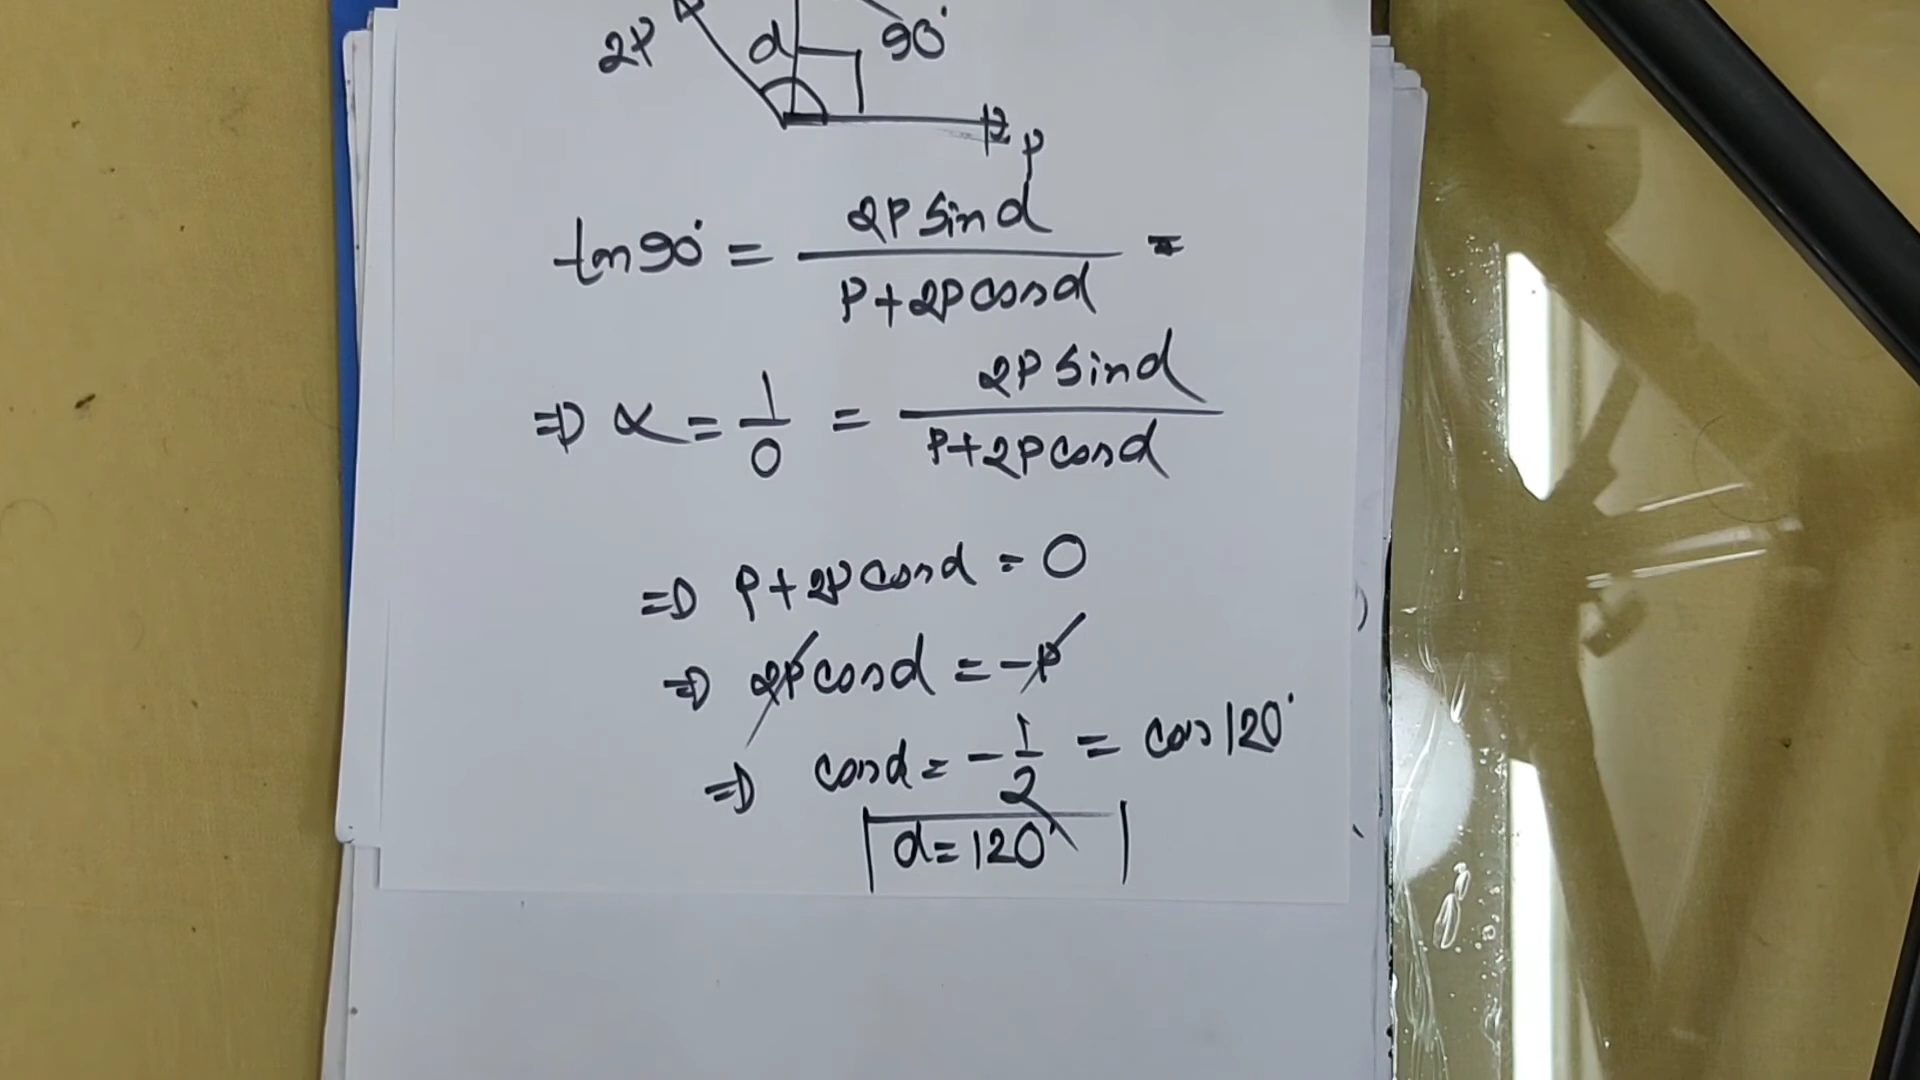 2P α 90°
P
tan 90° = 2P sin α / P + 2P cos α =
⇒ ∝ = 1/0 = 2P sin α / P + 2P cos α
⇒ P + 2P cos α = 0
⇒ 2P cos α = -P
⇒ cos α = -1/2 = cos 120°
α = 120°